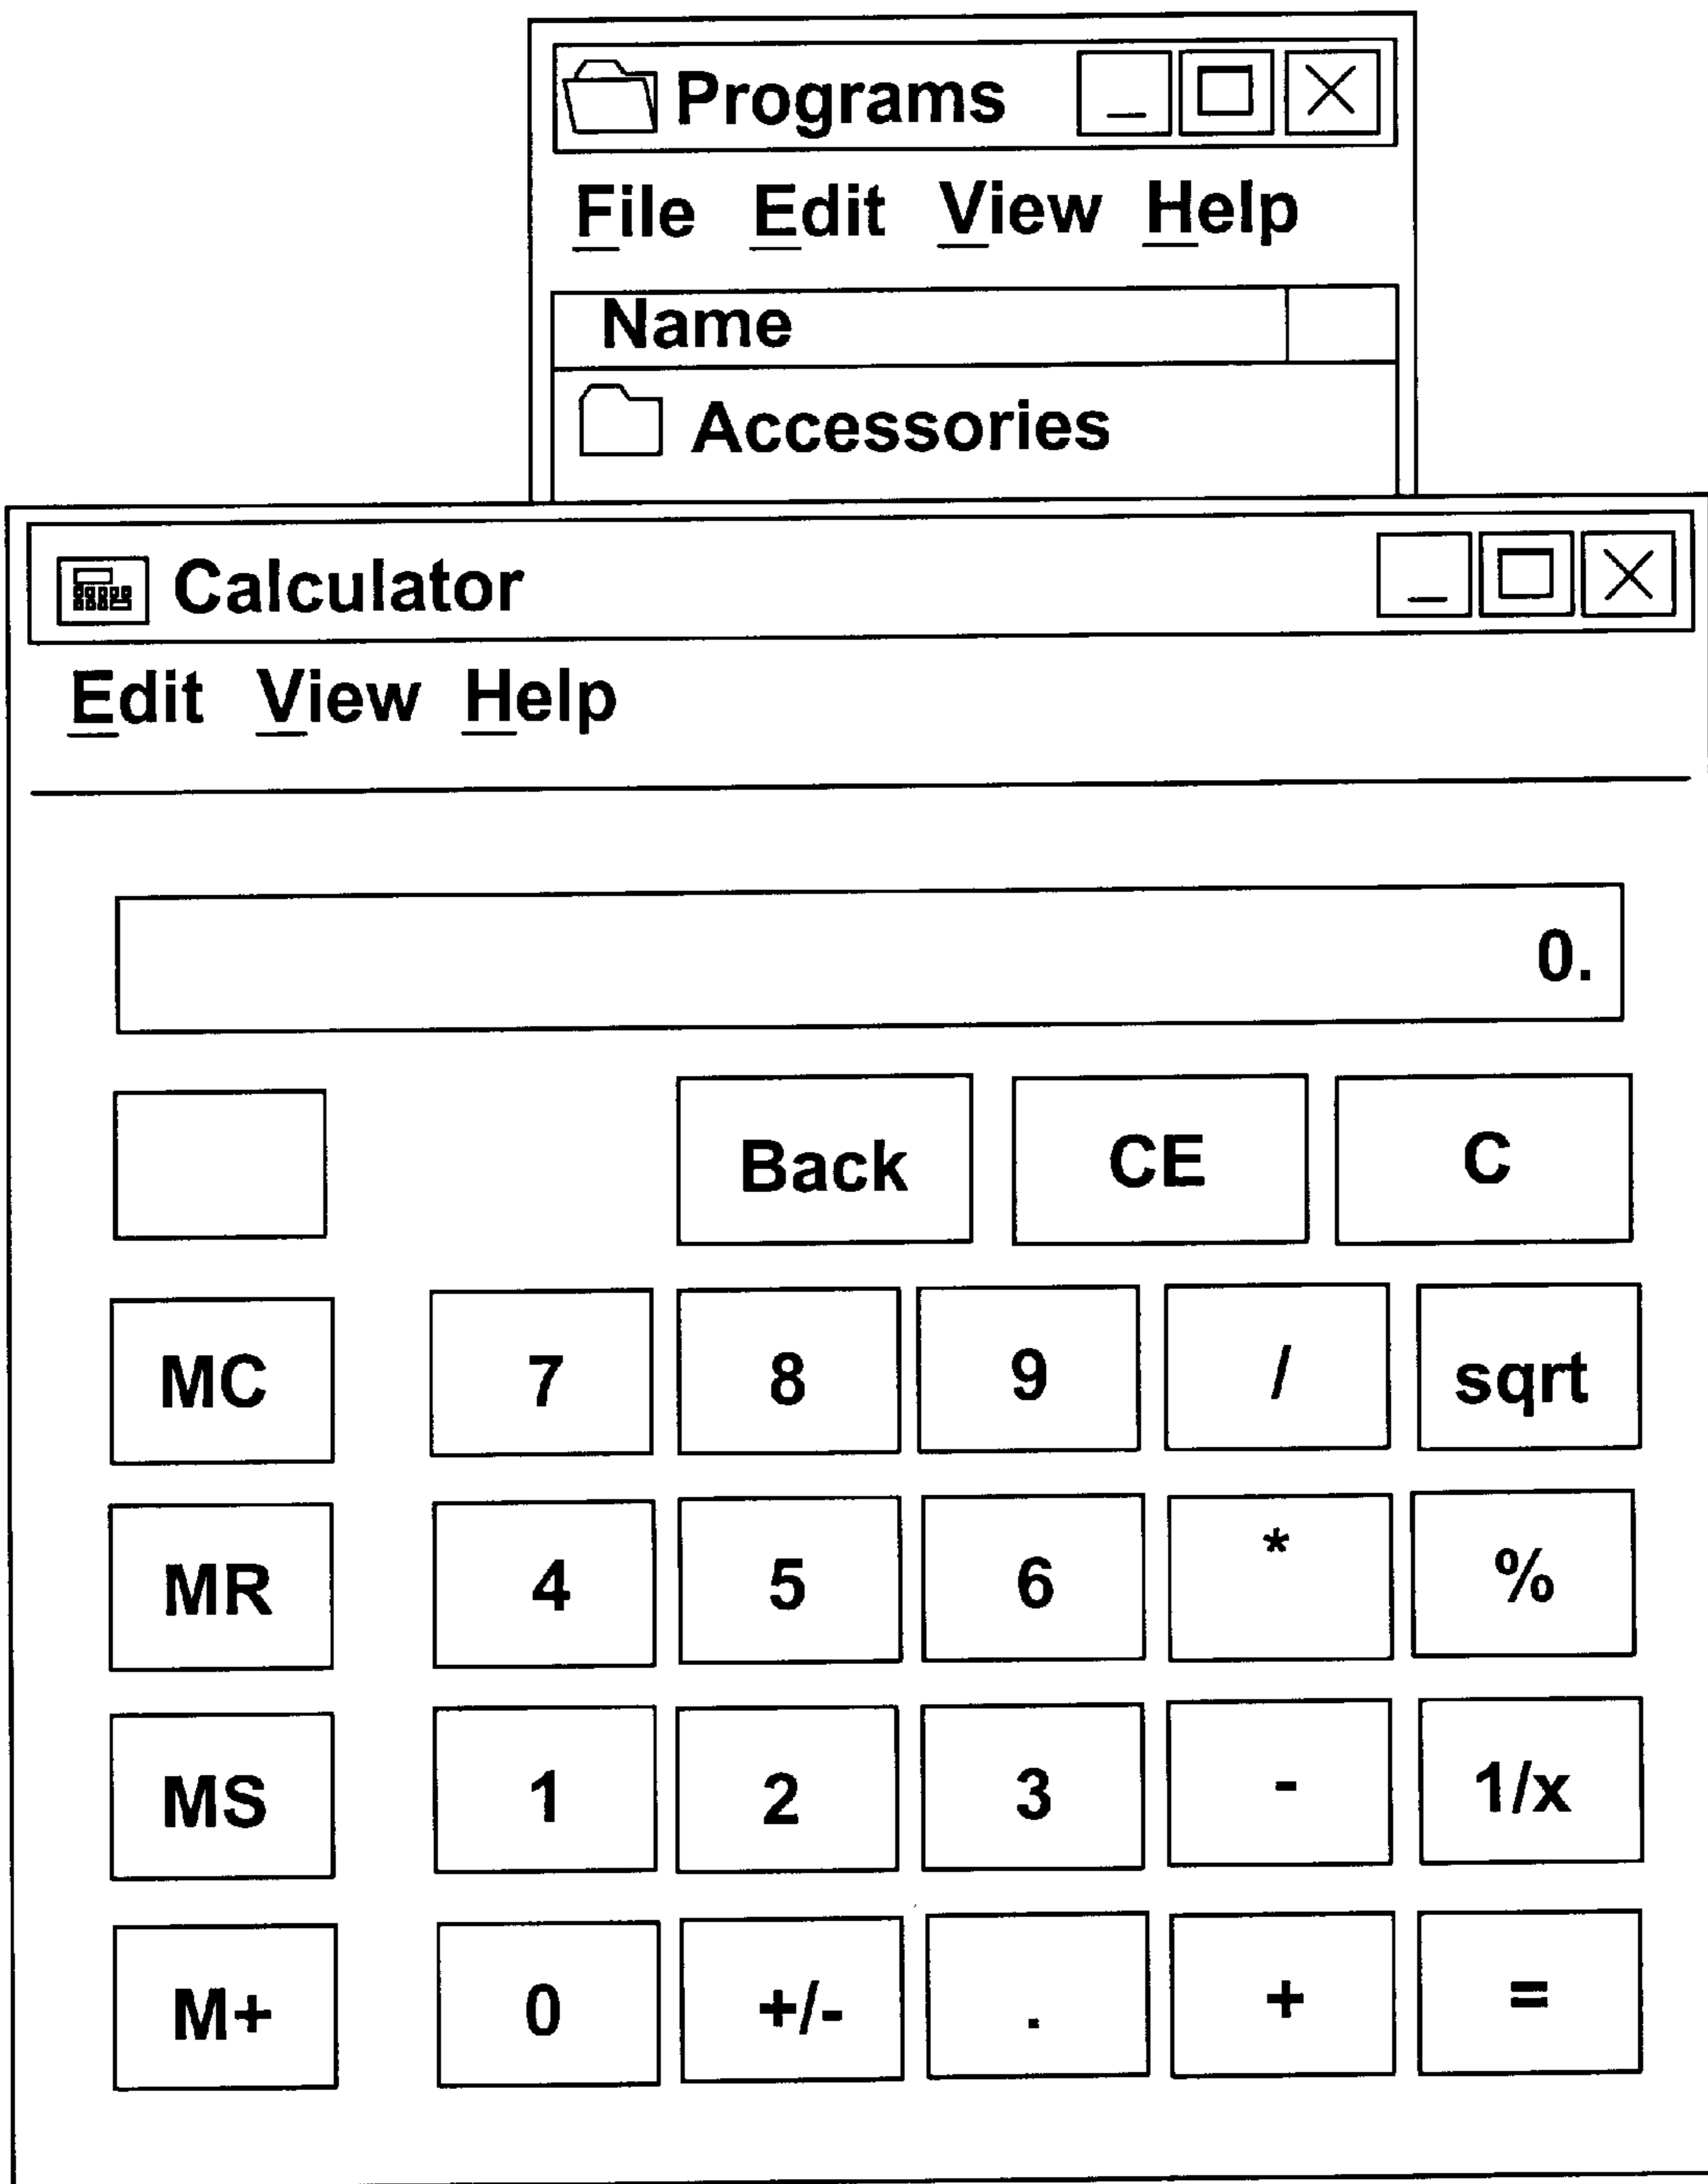 Programs
File Edit View Help
Name
Accessories
Calculator
Edit View Help
0.
Back CE C
MC 7 8 9 / sqrt
MR 4 5 6 * %
MS 1 2 3 - 1/x
M+ 0 +/- . + =